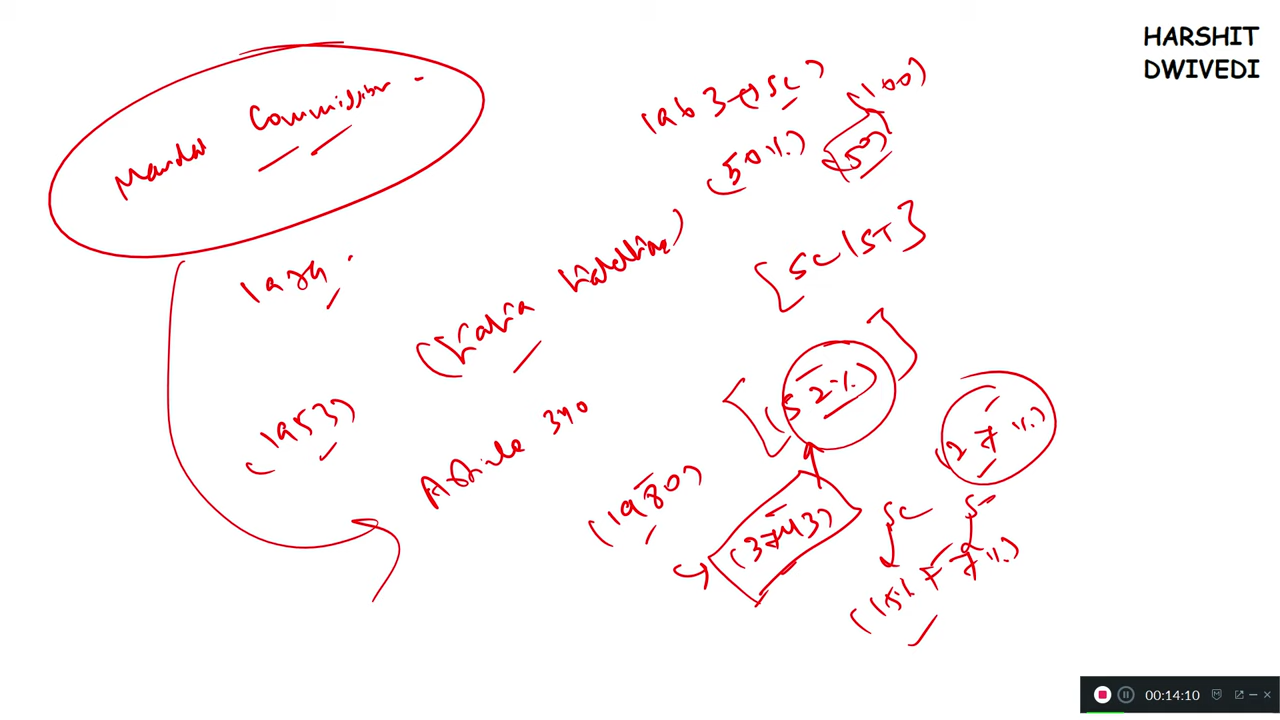 HARSHIT
DWIVEDI
Mandal Commission
1979
(Kaka Kalelkar)
(1953)
Article 340
(1980)
1963 → SC
(50%) (50) (100)
[SC/ST]
[52%]
(3743)
(27%)
SC ST
(15% + 7%)
00:14:10